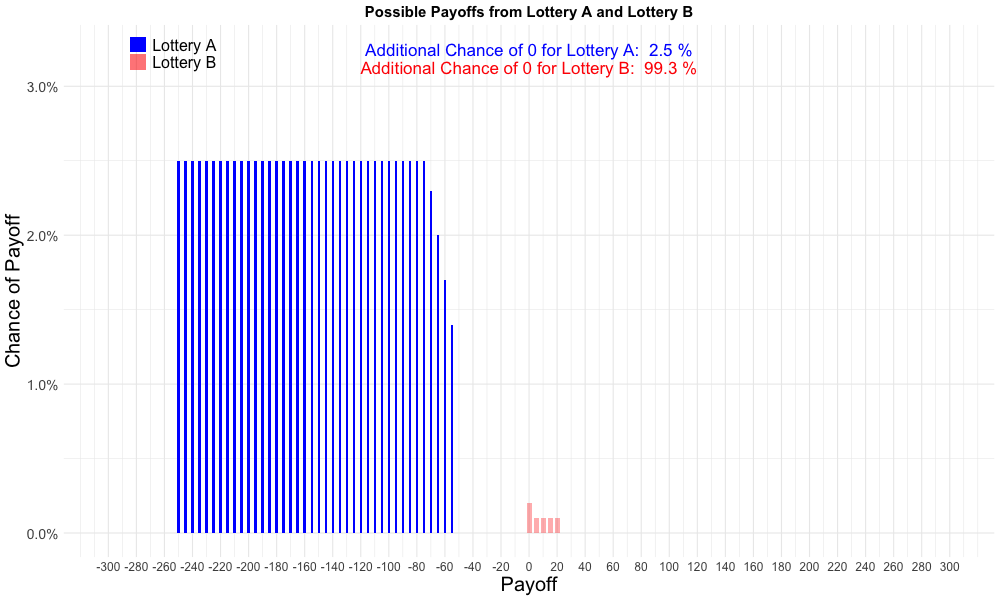 Possible Payoffs from Lottery A and Lottery B
Lottery A
Lottery B
Additional Chance of 0 for Lottery A: 2.5 %
Additional Chance of 0 for Lottery B: 99.3 %
Chance of Payoff
3.0%
2.0%
1.0%
0.0%
-300 -280 -260 -240 -220 -200 -180 -160 -140 -120 -100 -80 -60 -40 -20 0 20 40 60 80 100 120 140 160 180 200 220 240 260 280 300
Payoff